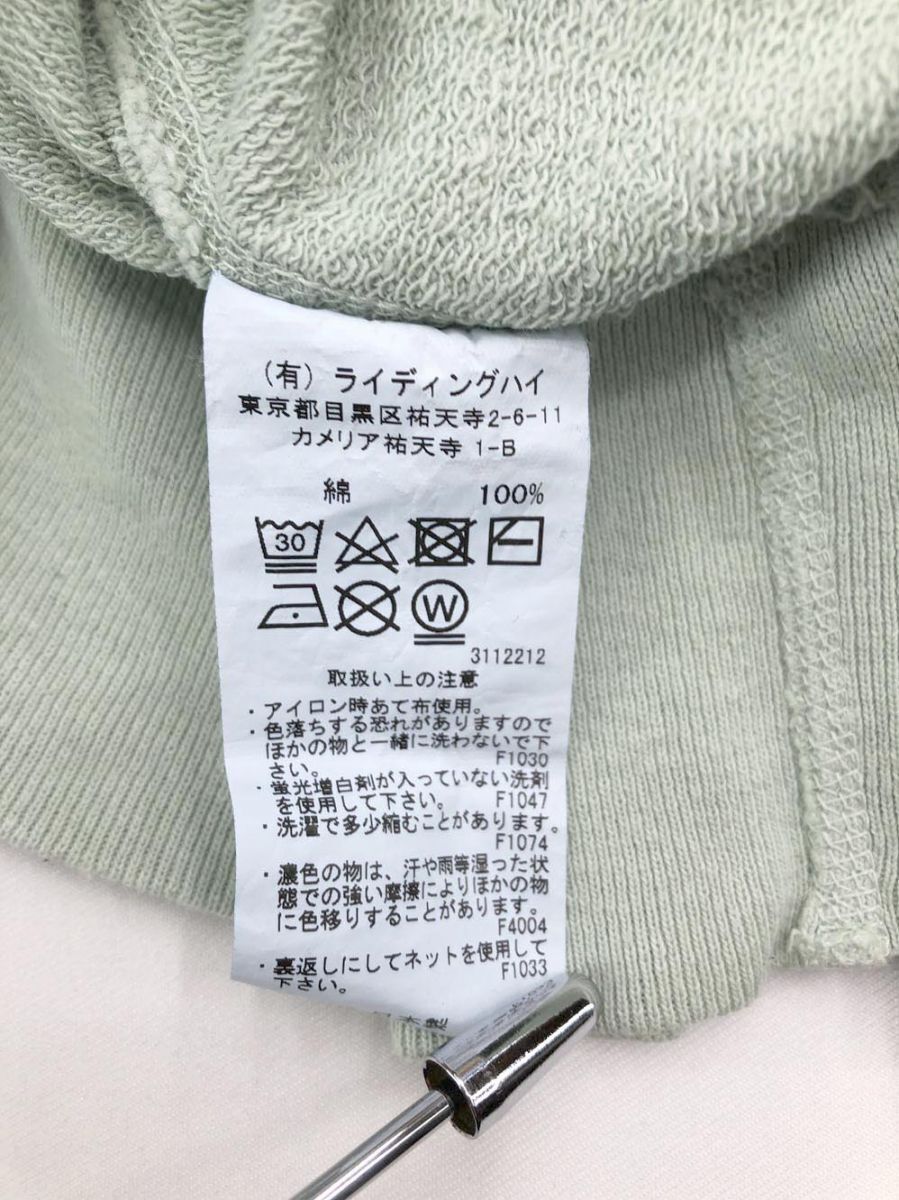 (有) ライディングハイ
東京都目黒区祐天寺2-6-11
カメリア祐天寺 1-B
綿 100%
30
W
3112212
取扱い上の注意
・アイロン時あて布使用。
・色落ちする恐れがありますので
ほかの物と一緒に洗わないで下
さい。 F1030
・蛍光増白剤が入っていない洗剤
を使用して下さい。 F1047
・洗濯で多少縮むことがあります。
F1074
・濃色の物は、汗や雨等湿った状
態での強い摩擦によりほかの物
に色移りすることがあります。
F4004
・裏返しにしてネットを使用して
下さい。 F1033